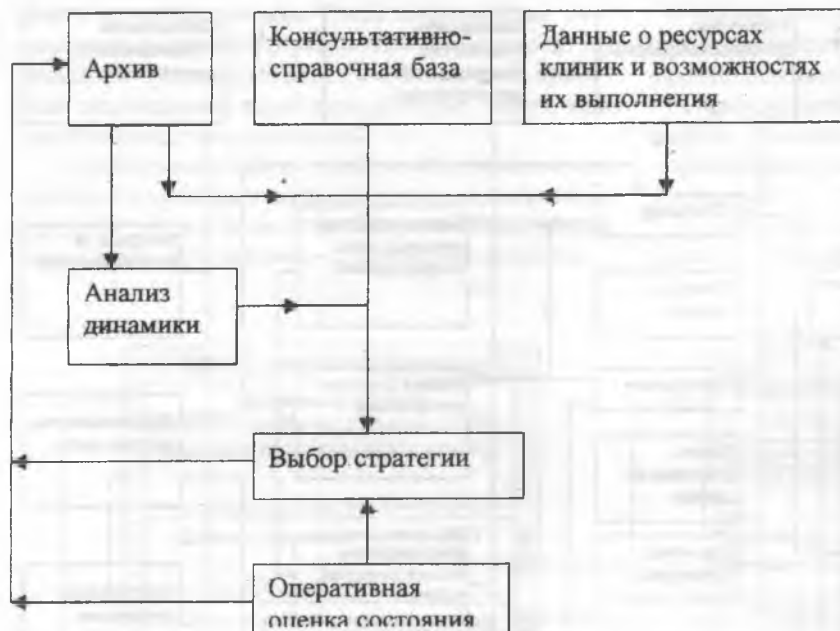 Архив
Консультативно-
справочная база
Данные о ресурсах
клиник и возможностях
их выполнения
Анализ
динамики
Выбор стратегии
Оперативная
оценка состояния